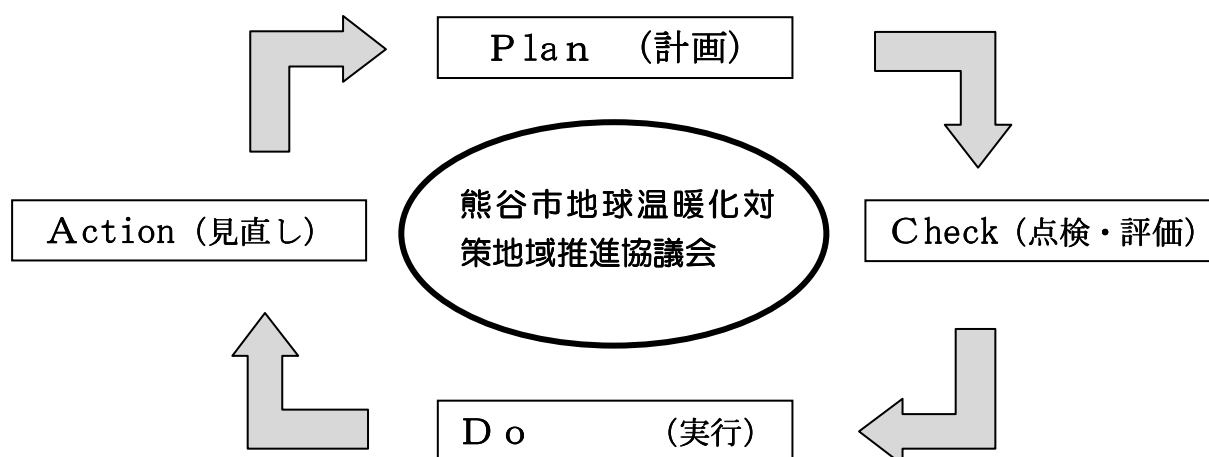 Plan （計画）
Action（見直し）
熊谷市地球温暖化対
策地域推進協議会
Check（点検・評価）
Do （実行）